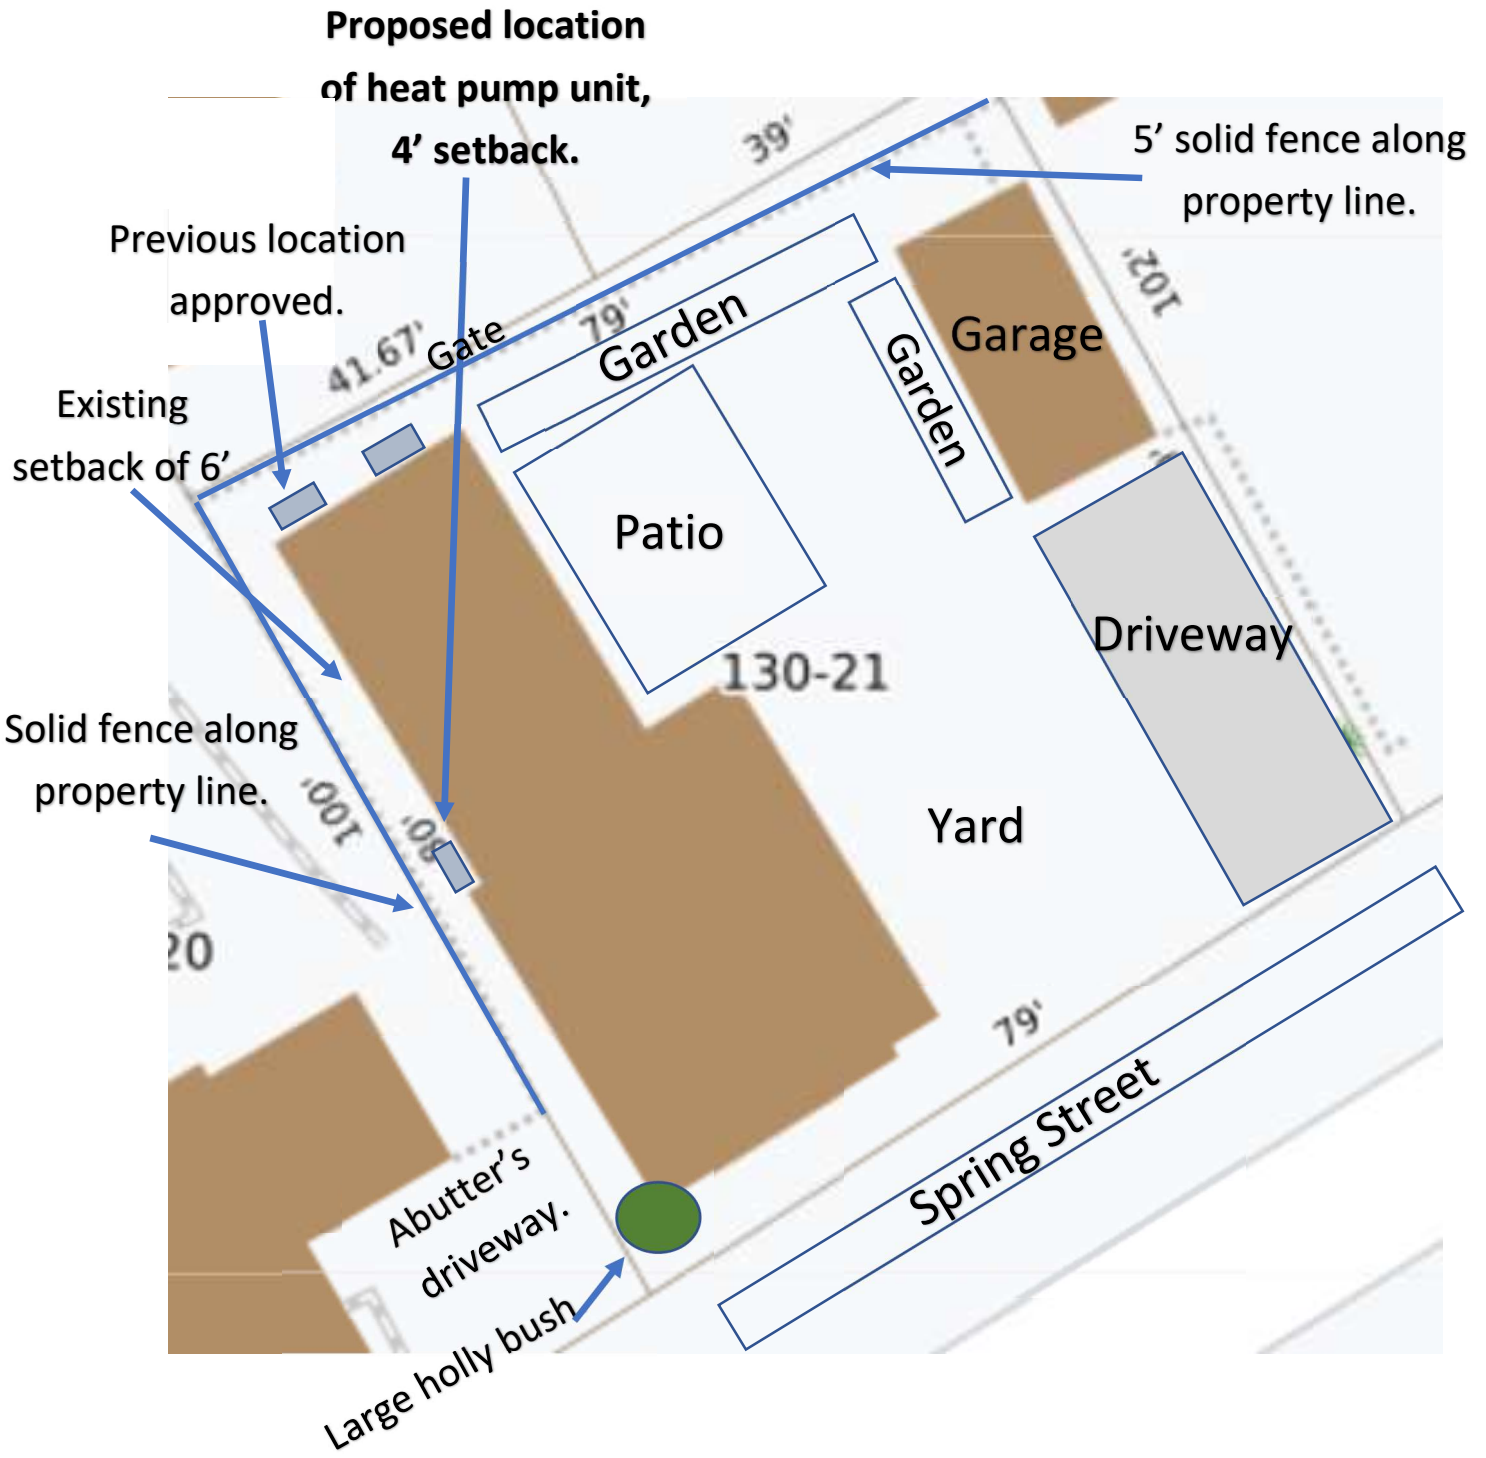 Proposed location
of heat pump unit,
4’ setback.
39'
5’ solid fence along
property line.
Previous location
approved.
41.67'
Gate
79'
Garden
102'
Garage
Garden
Existing
setback of 6’
Patio
Driveway
130-21
Solid fence along
property line.
100'
Yard
20
79'
Spring Street
Abutter’s
driveway.
Large holly bush